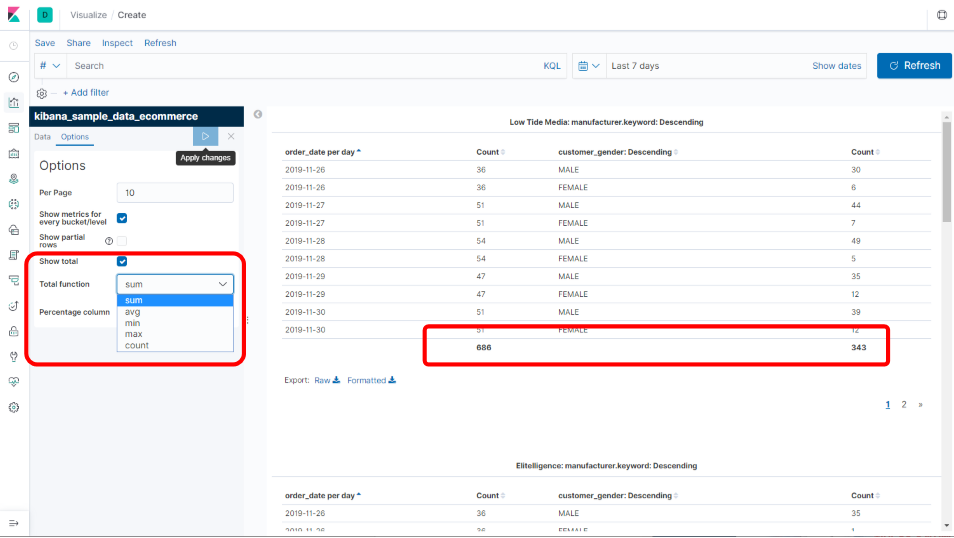 D Visualize / Create
Save Share Inspect Refresh
# Search KQL Last 7 days Show dates Refresh
+ Add filter
kibana_sample_data_ecommerce
Data Options
Apply changes
Options
Per Page 10
Show metrics for
every bucket/level
Show partial
rows
Show total
Total function sum
sum
avg
min
max
count
Percentage column
Low Tide Media: manufacturer.keyword: Descending
order_date per day Count customer_gender: Descending Count
2019-11-26 36 MALE 30
2019-11-26 36 FEMALE 6
2019-11-27 51 MALE 44
2019-11-27 51 FEMALE 7
2019-11-28 54 MALE 49
2019-11-28 54 FEMALE 5
2019-11-29 47 MALE 35
2019-11-29 47 FEMALE 12
2019-11-30 51 MALE 39
2019-11-30 51 FEMALE 12
686 343
Export: Raw Formatted
1 2 »
Elitelligence: manufacturer.keyword: Descending
order_date per day Count customer_gender: Descending Count
2019-11-26 36 MALE 35
2019-11-26 36 FEMALE 1